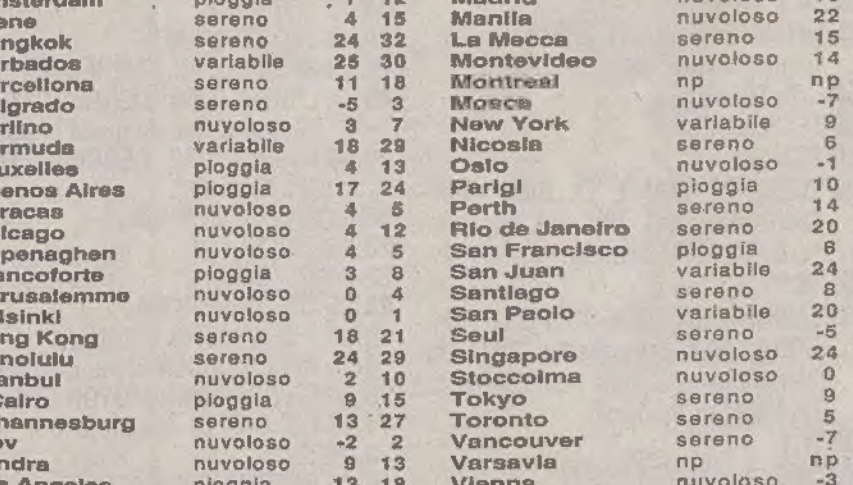 sterdam pioggia
ene sereno 4 15
ngkok sereno 24 32
rbados variabile 25 30
rcellona sereno 11 18
lgrado sereno -5 3
rlino nuvoloso 3 7
rmuda variabile 18 29
uxelles pioggia 4 13
enos Aires pioggia 17 24
racas nuvoloso 4 5
icago nuvoloso 4 12
penaghen nuvoloso 4 5
ancoforte pioggia 3 8
rusalemme nuvoloso 0 4
lsinki nuvoloso 0 1
ng Kong sereno 18 21
nolulu sereno 24 29
anbul nuvoloso 2 10
Cairo pioggia 9 15
hannesburg sereno 13 27
ev nuvoloso -2 2
ndra nuvoloso 9 13
Angeles pioggia 13 19
Madrid
Manila nuvoloso 22
La Mecca sereno 15
Montevideo nuvoloso 14
Montreal np np
Mosca nuvoloso -7
New York variabile 9
Nicosia sereno 6
Oslo nuvoloso -1
Parigi pioggia 10
Perth sereno 14
Rio de Janeiro sereno 20
San Francisco pioggia 6
San Juan variabile 24
Santiago sereno 8
San Paolo variabile 20
Seul sereno -5
Singapore nuvoloso 24
Stoccolma nuvoloso 0
Tokyo sereno 9
Toronto sereno 5
Vancouver sereno -7
Varsavia np np
Vienna nuvoloso -3